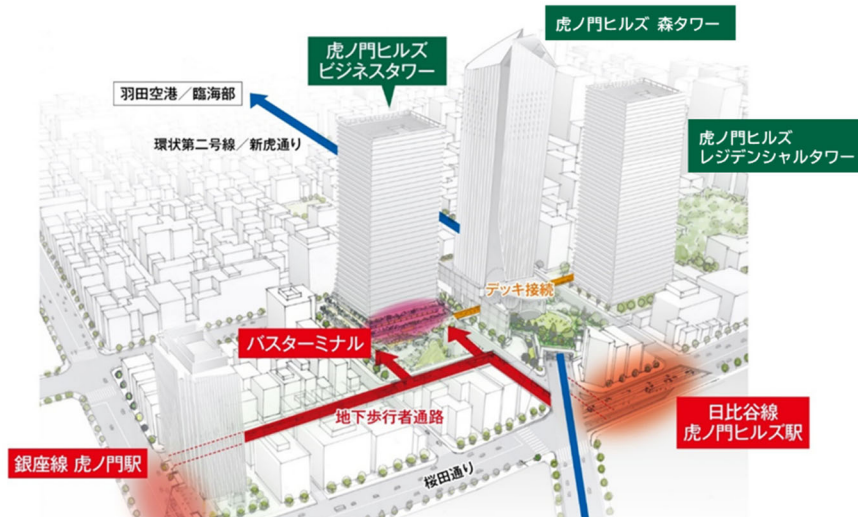 虎ノ門ヒルズ 森タワー
虎ノ門ヒルズ
ビジネスタワー
羽田空港／臨海部
環状第二号線／新虎通り
虎ノ門ヒルズ
レジデンシャルタワー
デッキ接続
バスターミナル
地下歩行者通路
日比谷線
虎ノ門ヒルズ駅
銀座線 虎ノ門駅
桜田通り